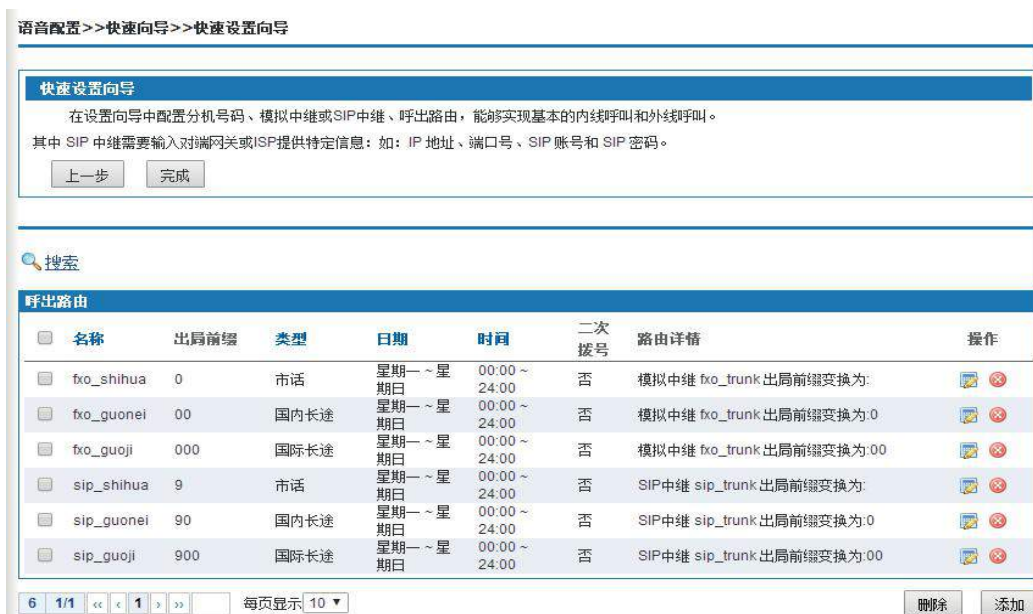 语音配置>>快速向导>>快速设置向导
快速设置向导
在设置向导中配置分机号码、模拟中继或SIP中继、呼出路由，能够实现基本的内线呼叫和外线呼叫。
其中 SIP 中继需要输入对端网关或ISP提供特定信息：如：IP 地址、端口号、SIP 账号和 SIP 密码。
上一步 完成
搜索
呼出路由
名称 出局前缀 类型 日期 时间 二次拨号 路由详情 操作
fxo_shihua 0 市话 星期一 ~ 星期日 00:00 ~ 24:00 否 模拟中继 fxo_trunk 出局前缀变换为:
fxo_guonei 00 国内长途 星期一 ~ 星期日 00:00 ~ 24:00 否 模拟中继 fxo_trunk 出局前缀变换为:0
fxo_guoji 000 国际长途 星期一 ~ 星期日 00:00 ~ 24:00 否 模拟中继 fxo_trunk 出局前缀变换为:00
sip_shihua 9 市话 星期一 ~ 星期日 00:00 ~ 24:00 否 SIP中继 sip_trunk 出局前缀变换为:
sip_guonei 90 国内长途 星期一 ~ 星期日 00:00 ~ 24:00 否 SIP中继 sip_trunk 出局前缀变换为:0
sip_guoji 900 国际长途 星期一 ~ 星期日 00:00 ~ 24:00 否 SIP中继 sip_trunk 出局前缀变换为:00
6 1/1 << < 1 > >> 每页显示 10 ▼ 删除 添加